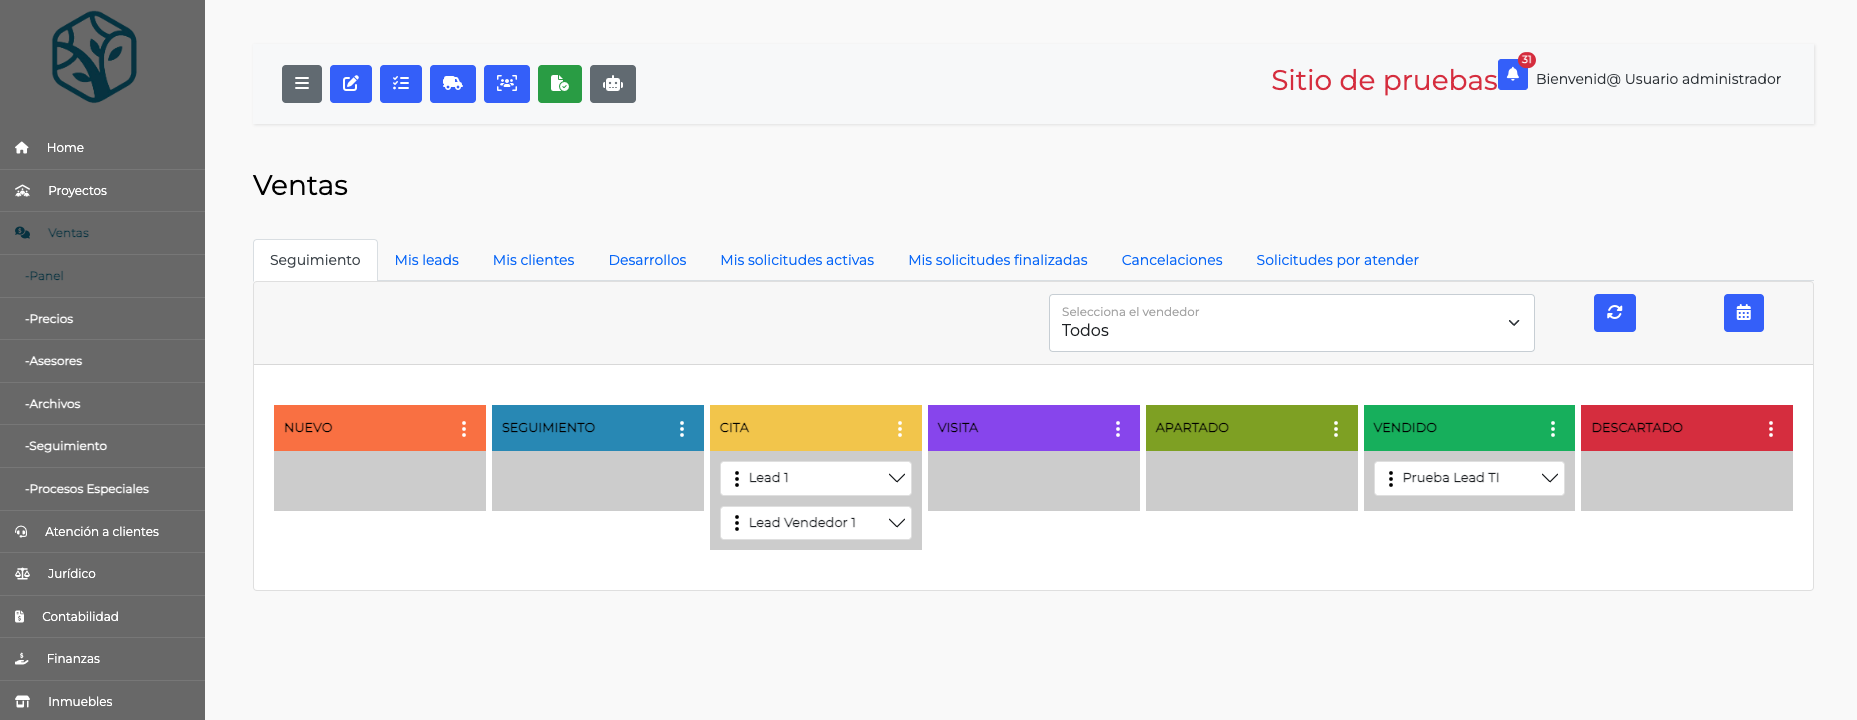 Home
Proyectos
Ventas
-Panel
-Precios
-Asesores
-Archivos
-Seguimiento
-Procesos Especiales
Atención a clientes
Jurídico
Contabilidad
Finanzas
Inmuebles
Sitio de pruebas 31 Bienvenid@ Usuario administrador
Ventas
Seguimiento Mis leads Mis clientes Desarrollos Mis solicitudes activas Mis solicitudes finalizadas Cancelaciones Solicitudes por atender
Selecciona el vendedor
Todos
NUEVO SEGUIMIENTO CITA VISITA APARTADO VENDIDO DESCARTADO
Lead 1 Prueba Lead TI
Lead Vendedor 1